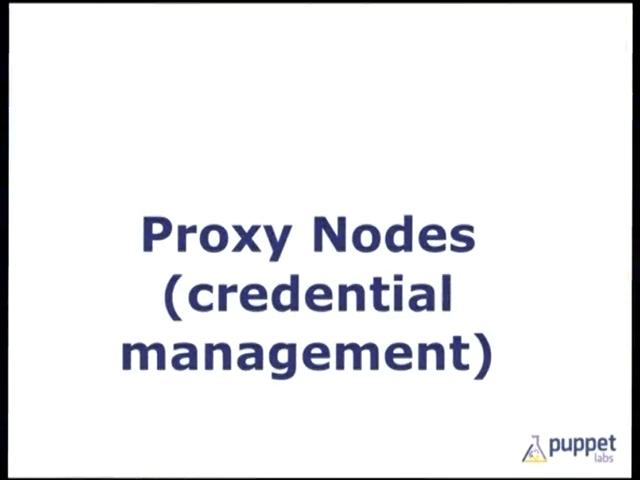 Proxy Nodes
(credential
management)
puppet
labs